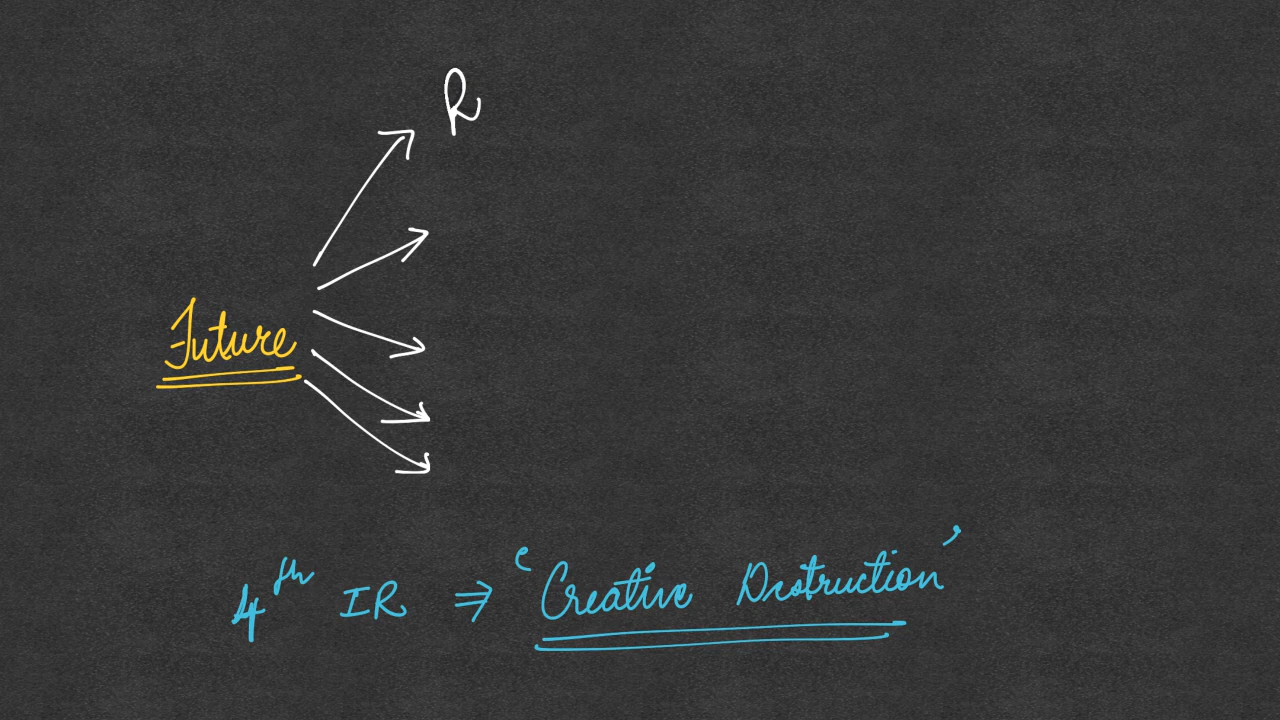 R
Future
4th IR ⇒ 'Creative Destruction'